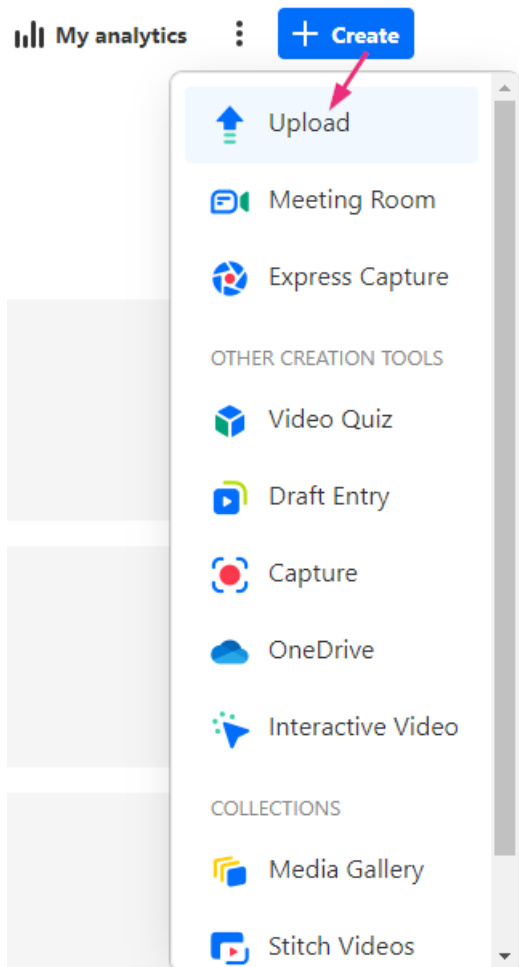 My analytics
Create
Upload
Meeting Room
Express Capture
OTHER CREATION TOOLS
Video Quiz
Draft Entry
Capture
OneDrive
Interactive Video
COLLECTIONS
Media Gallery
Stitch Videos